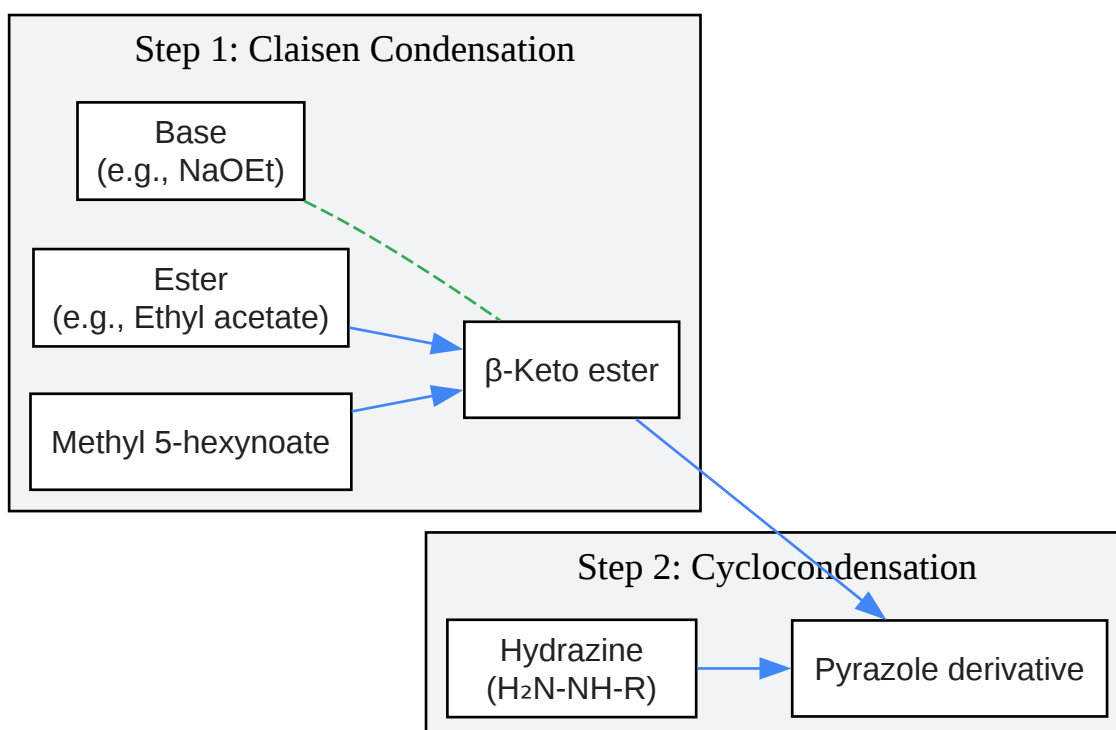 Step 1: Claisen Condensation
Base
(e.g., NaOEt)
Ester
(e.g., Ethyl acetate)
β-Keto ester
Methyl 5-hexynoate
Step 2: Cyclocondensation
Hydrazine
(H₂N-NH-R)
Pyrazole derivative